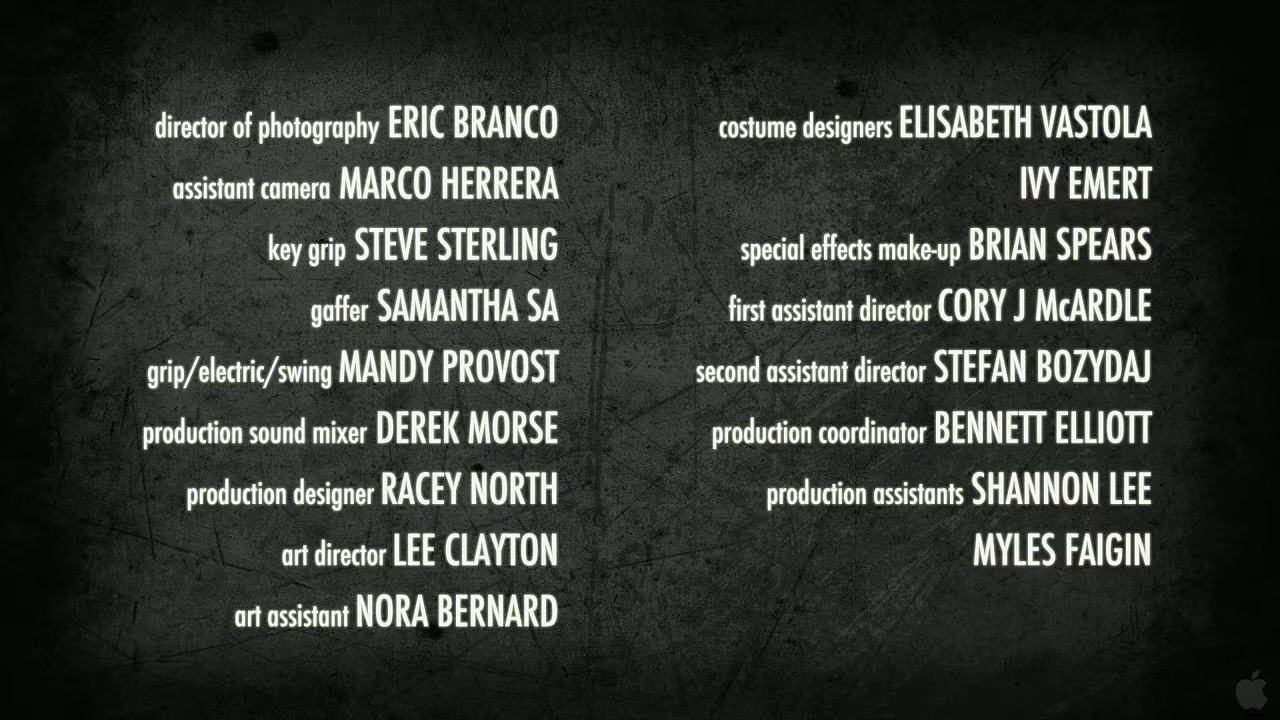 director of photography ERIC BRANCO
assistant camera MARCO HERRERA
key grip STEVE STERLING
gaffer SAMANTHA SA
grip/electric/swing MANDY PROVOST
production sound mixer DEREK MORSE
production designer RACEY NORTH
art director LEE CLAYTON
art assistant NORA BERNARD
costume designers ELISABETH VASTOLA
IVY EMERT
special effects make-up BRIAN SPEARS
first assistant director CORY J McARDLE
second assistant director STEFAN BOZYDAJ
production coordinator BENNETT ELLIOTT
production assistants SHANNON LEE
MYLES FAIGIN